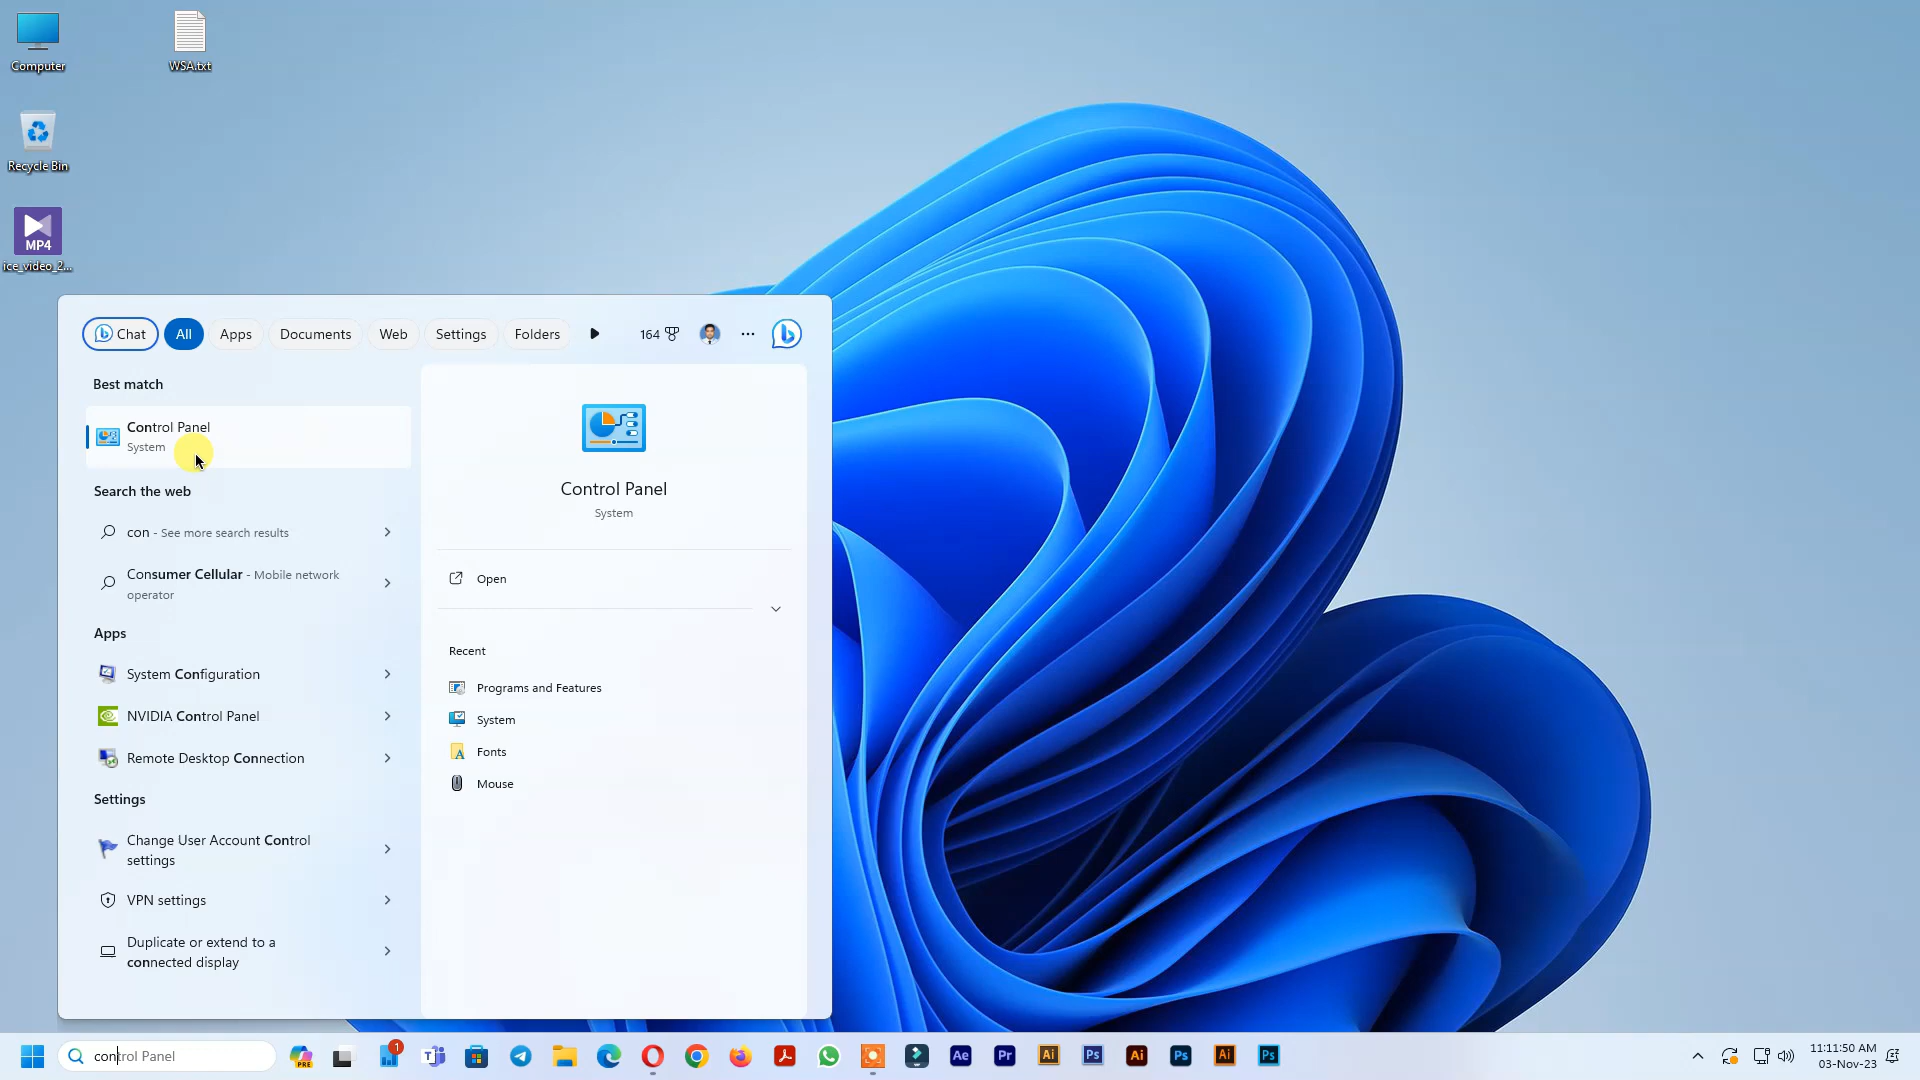 Computer
WSA.txt
Recycle Bin
MP4
ice_video_2...
Chat
All
Apps
Documents
Web
Settings
Folders
164
Best match
Control Panel
System
Search the web
con - See more search results
Consumer Cellular - Mobile network
operator
Apps
System Configuration
NVIDIA Control Panel
Remote Desktop Connection
Settings
Change User Account Control
settings
VPN settings
Duplicate or extend to a
connected display
Control Panel
System
Open
Recent
Programs and Features
System
Fonts
Mouse
control Panel
PRE
1
Ae
Pr
Ai
Ps
Ai
Ps
Ai
Ps
11:11:50 AM
03-Nov-23